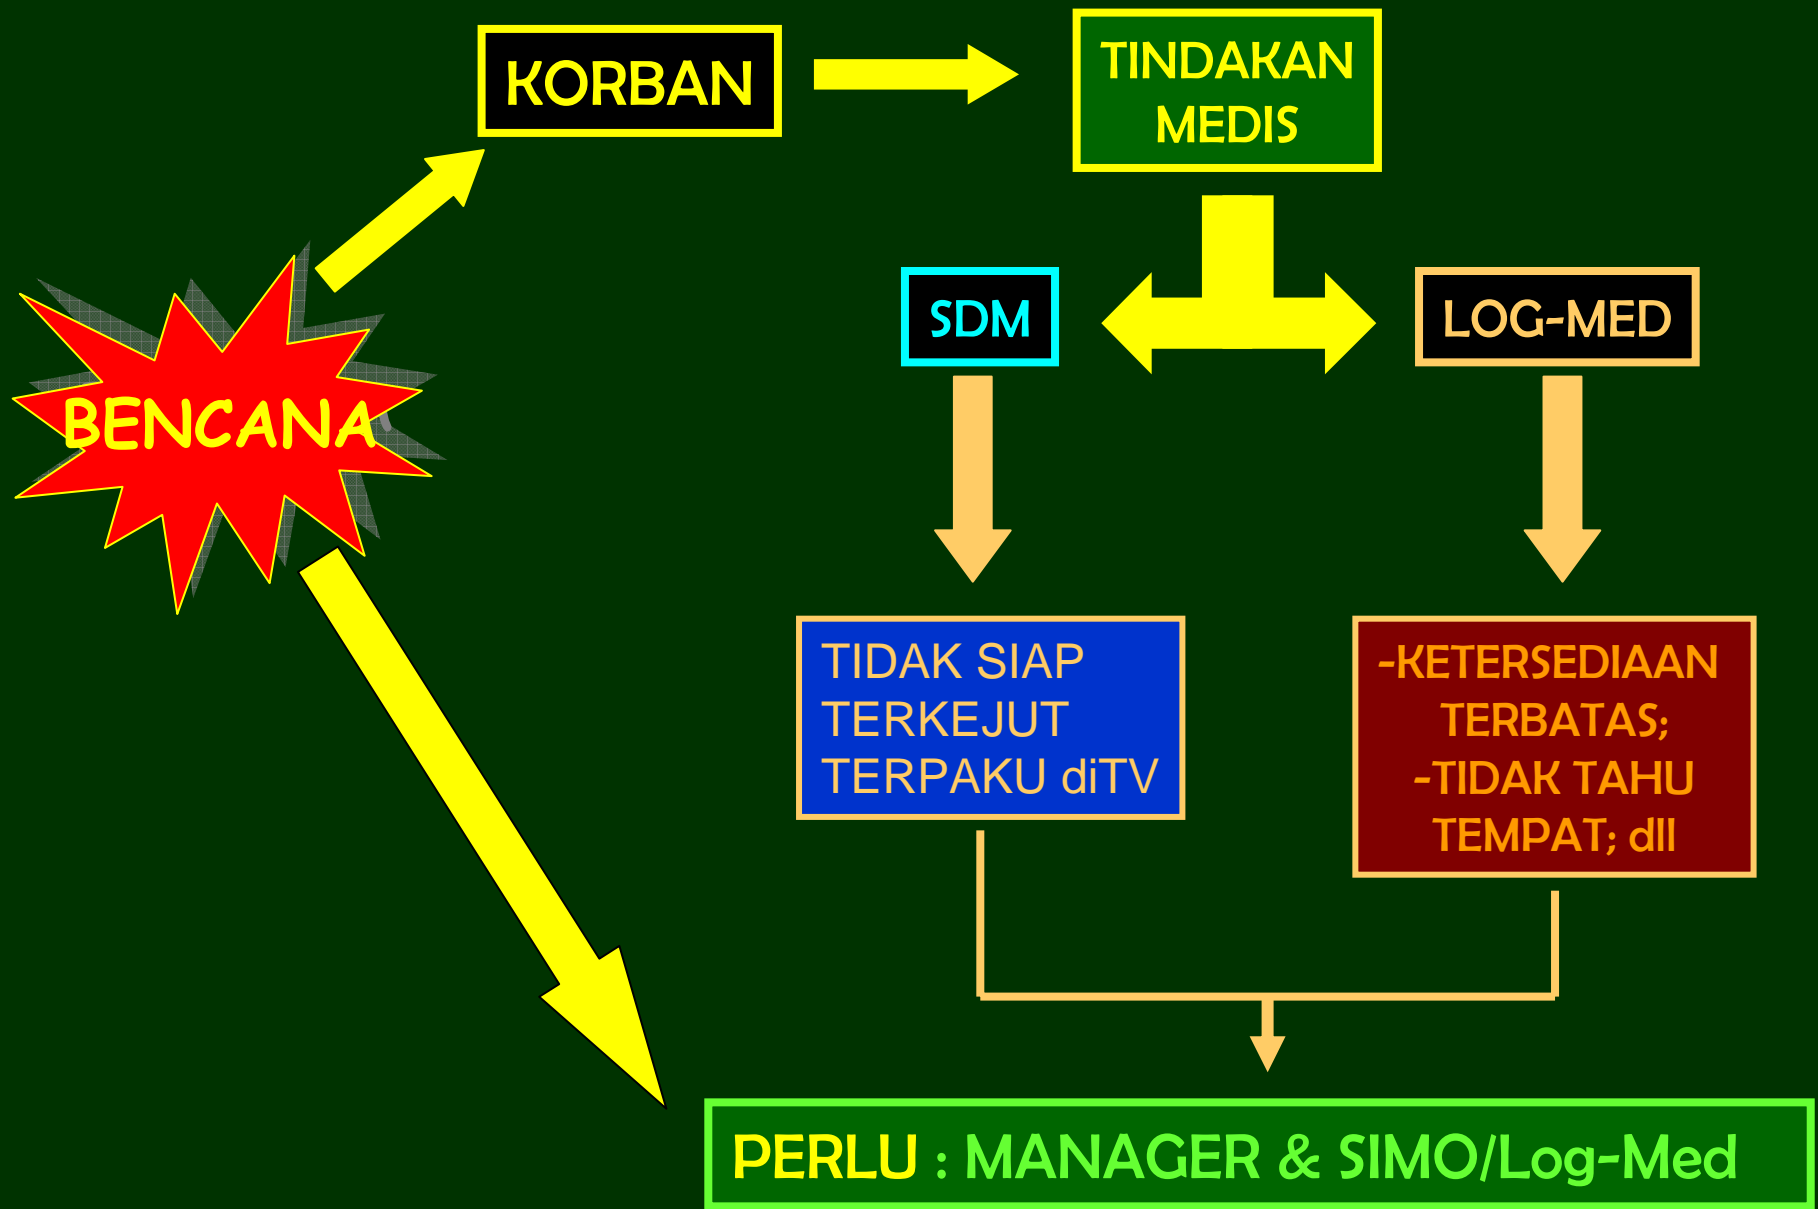 KORBAN
TINDAKAN
MEDIS
SDM
LOG-MED
BENCANA
TIDAK SIAP
TERKEJUT
TERPAKU diTV
-KETERSEDIAAN
TERBATAS;
-TIDAK TAHU
TEMPAT; dll
PERLU : MANAGER & SIMO/Log-Med